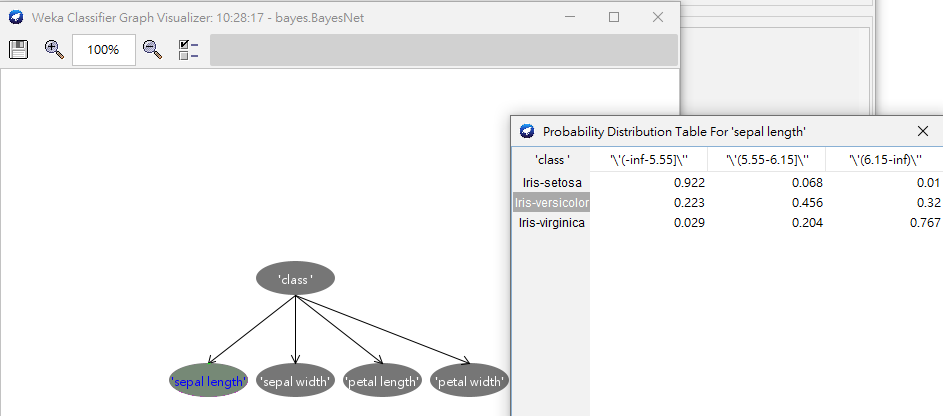 Weka Classifier Graph Visualizer: 10:28:17 - bayes.BayesNet
100%
Probability Distribution Table For 'sepal length'
'class ' '\'(-inf-5.55]\'' '\'(5.55-6.15]\'' '\'(6.15-inf)\''
Iris-setosa 0.922 0.068 0.01
Iris-versicolor 0.223 0.456 0.32
Iris-virginica 0.029 0.204 0.767
'class '
'sepal length' 'sepal width' 'petal length' 'petal width'